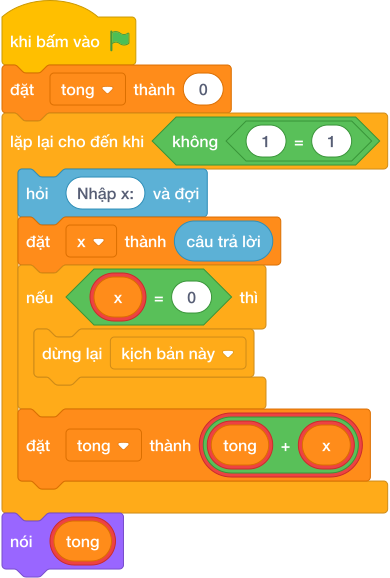 khi bấm vào
đặt tong thành 0
lặp lại cho đến khi không 1 = 1
hỏi Nhập x: và đợi
đặt x thành câu trả lời
nếu x = 0 thì
dừng lại kịch bản này
đặt tong thành tong + x
nói tong